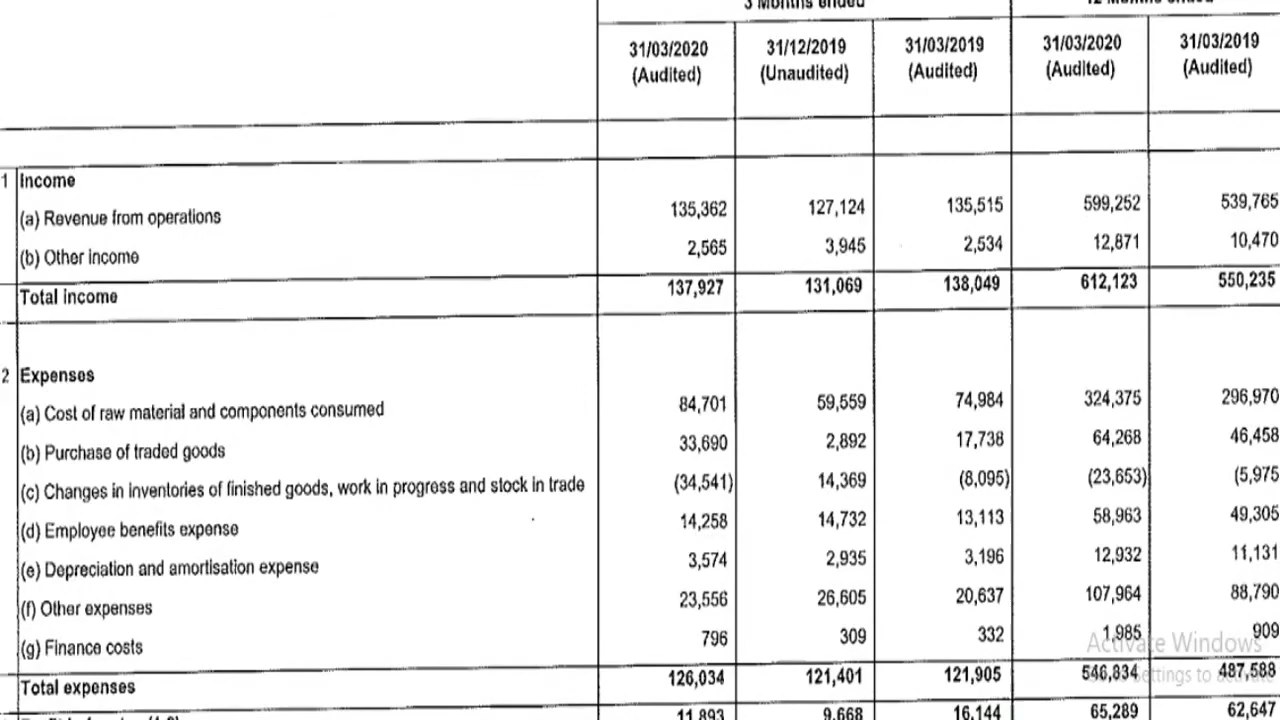 3 Months ended
12 Months ended
31/03/2020 31/12/2019 31/03/2019 31/03/2020 31/03/2019
(Audited) (Unaudited) (Audited) (Audited) (Audited)
1 Income
(a) Revenue from operations 135,362 127,124 135,515 599,252 539,765
(b) Other income 2,565 3,945 2,534 12,871 10,470
Total income 137,927 131,069 138,049 612,123 550,235
2 Expenses
(a) Cost of raw material and components consumed 84,701 59,559 74,984 324,375 296,970
(b) Purchase of traded goods 33,690 2,892 17,738 64,268 46,458
(c) Changes in inventories of finished goods, work in progress and stock in trade (34,541) 14,369 (8,095) (23,653) (5,975
(d) Employee benefits expense 14,258 14,732 13,113 58,963 49,305
(e) Depreciation and amortisation expense 3,574 2,935 3,196 12,932 11,131
(f) Other expenses 23,556 26,605 20,637 107,964 88,790
(g) Finance costs 796 309 332 1,985 909
Activate Windows
Total expenses 126,034 121,401 121,905 546,834 487,588
11,893 9,668 16,144 65,289 62,647